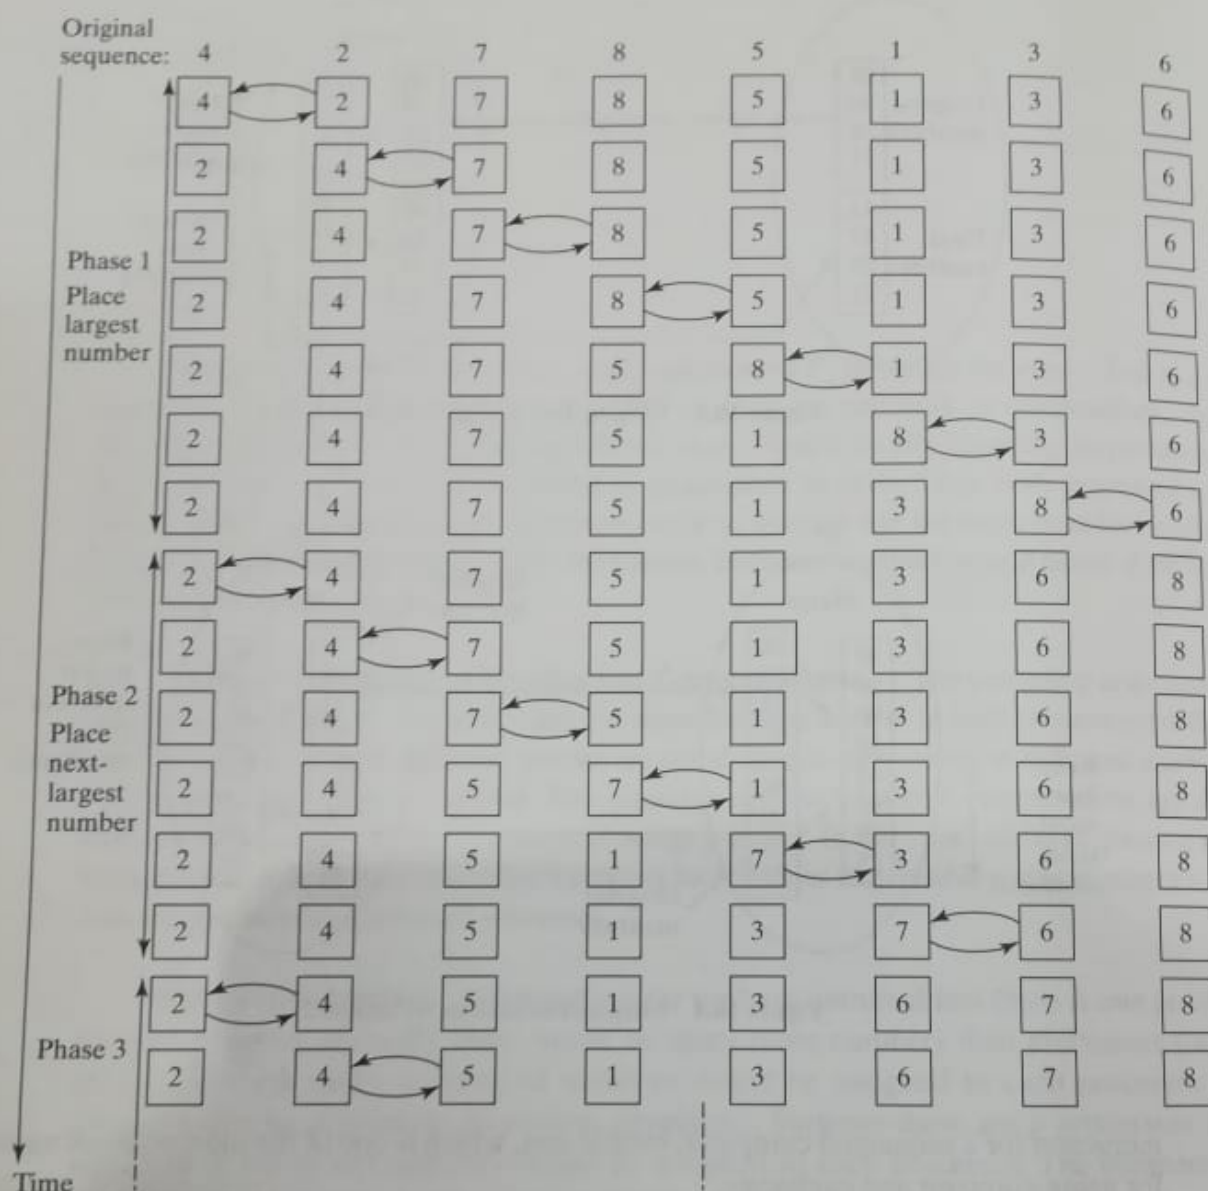 Original
sequence: 4 2 7 8 5 1 3 6
4 2 7 8 5 1 3 6
2 4 7 8 5 1 3 6
2 4 7 8 5 1 3 6
Phase 1
Place
largest
number
2 4 7 8 5 1 3 6
2 4 7 5 8 1 3 6
2 4 7 5 1 8 3 6
2 4 7 5 1 3 8 6
2 4 7 5 1 3 6 8
2 4 7 5 1 3 6 8
Phase 2
Place
next-
largest
number
2 4 7 5 1 3 6 8
2 4 5 7 1 3 6 8
2 4 5 1 7 3 6 8
2 4 5 1 3 7 6 8
2 4 5 1 3 6 7 8
Phase 3
2 4 5 1 3 6 7 8
Time